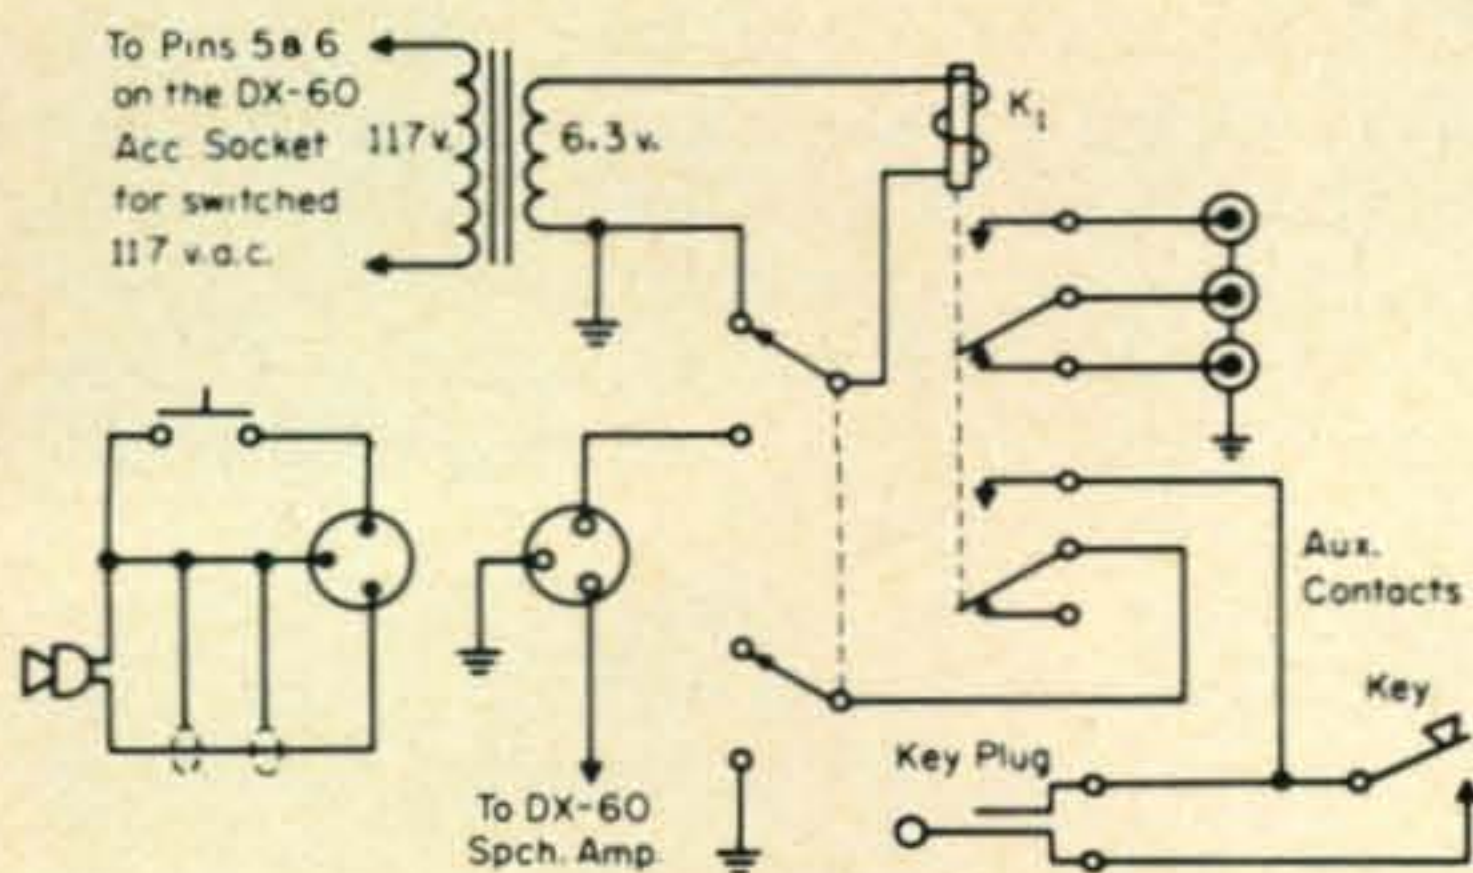 To Pins 5 & 6
on the DX-60
Acc Socket
for switched
117 v.a.c.
117 v.
6.3 v.
K1
Aux.
Contacts
Key
Key Plug
To DX-60
Spch. Amp.